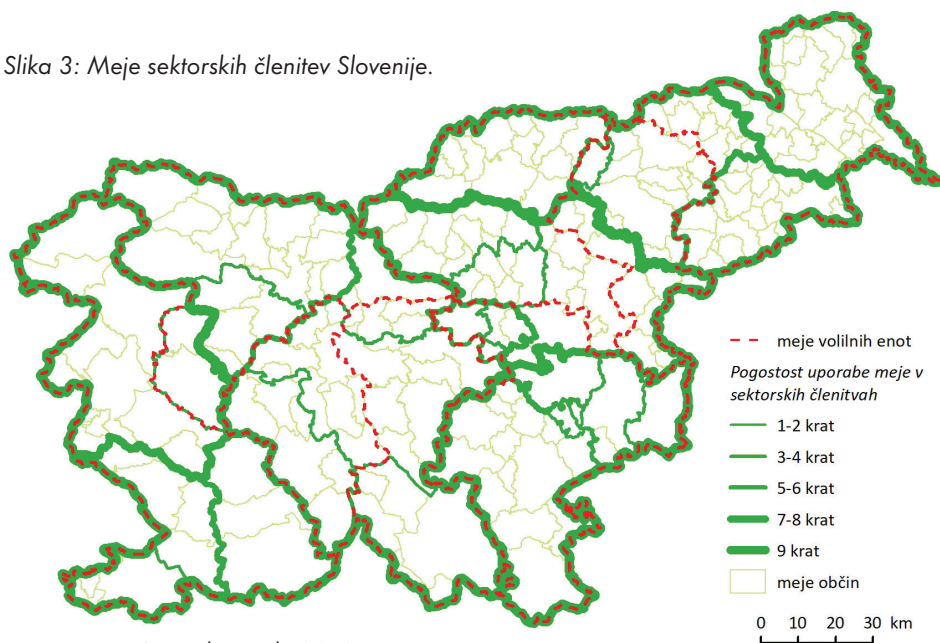 Slika 3: Meje sektorskih členitev Slovenije.
meje volilnih enot
Pogostost uporabe meje v
sektorskih členitvah
1-2 krat
3-4 krat
5-6 krat
7-8 krat
9 krat
meje občin
0 10 20 30 km